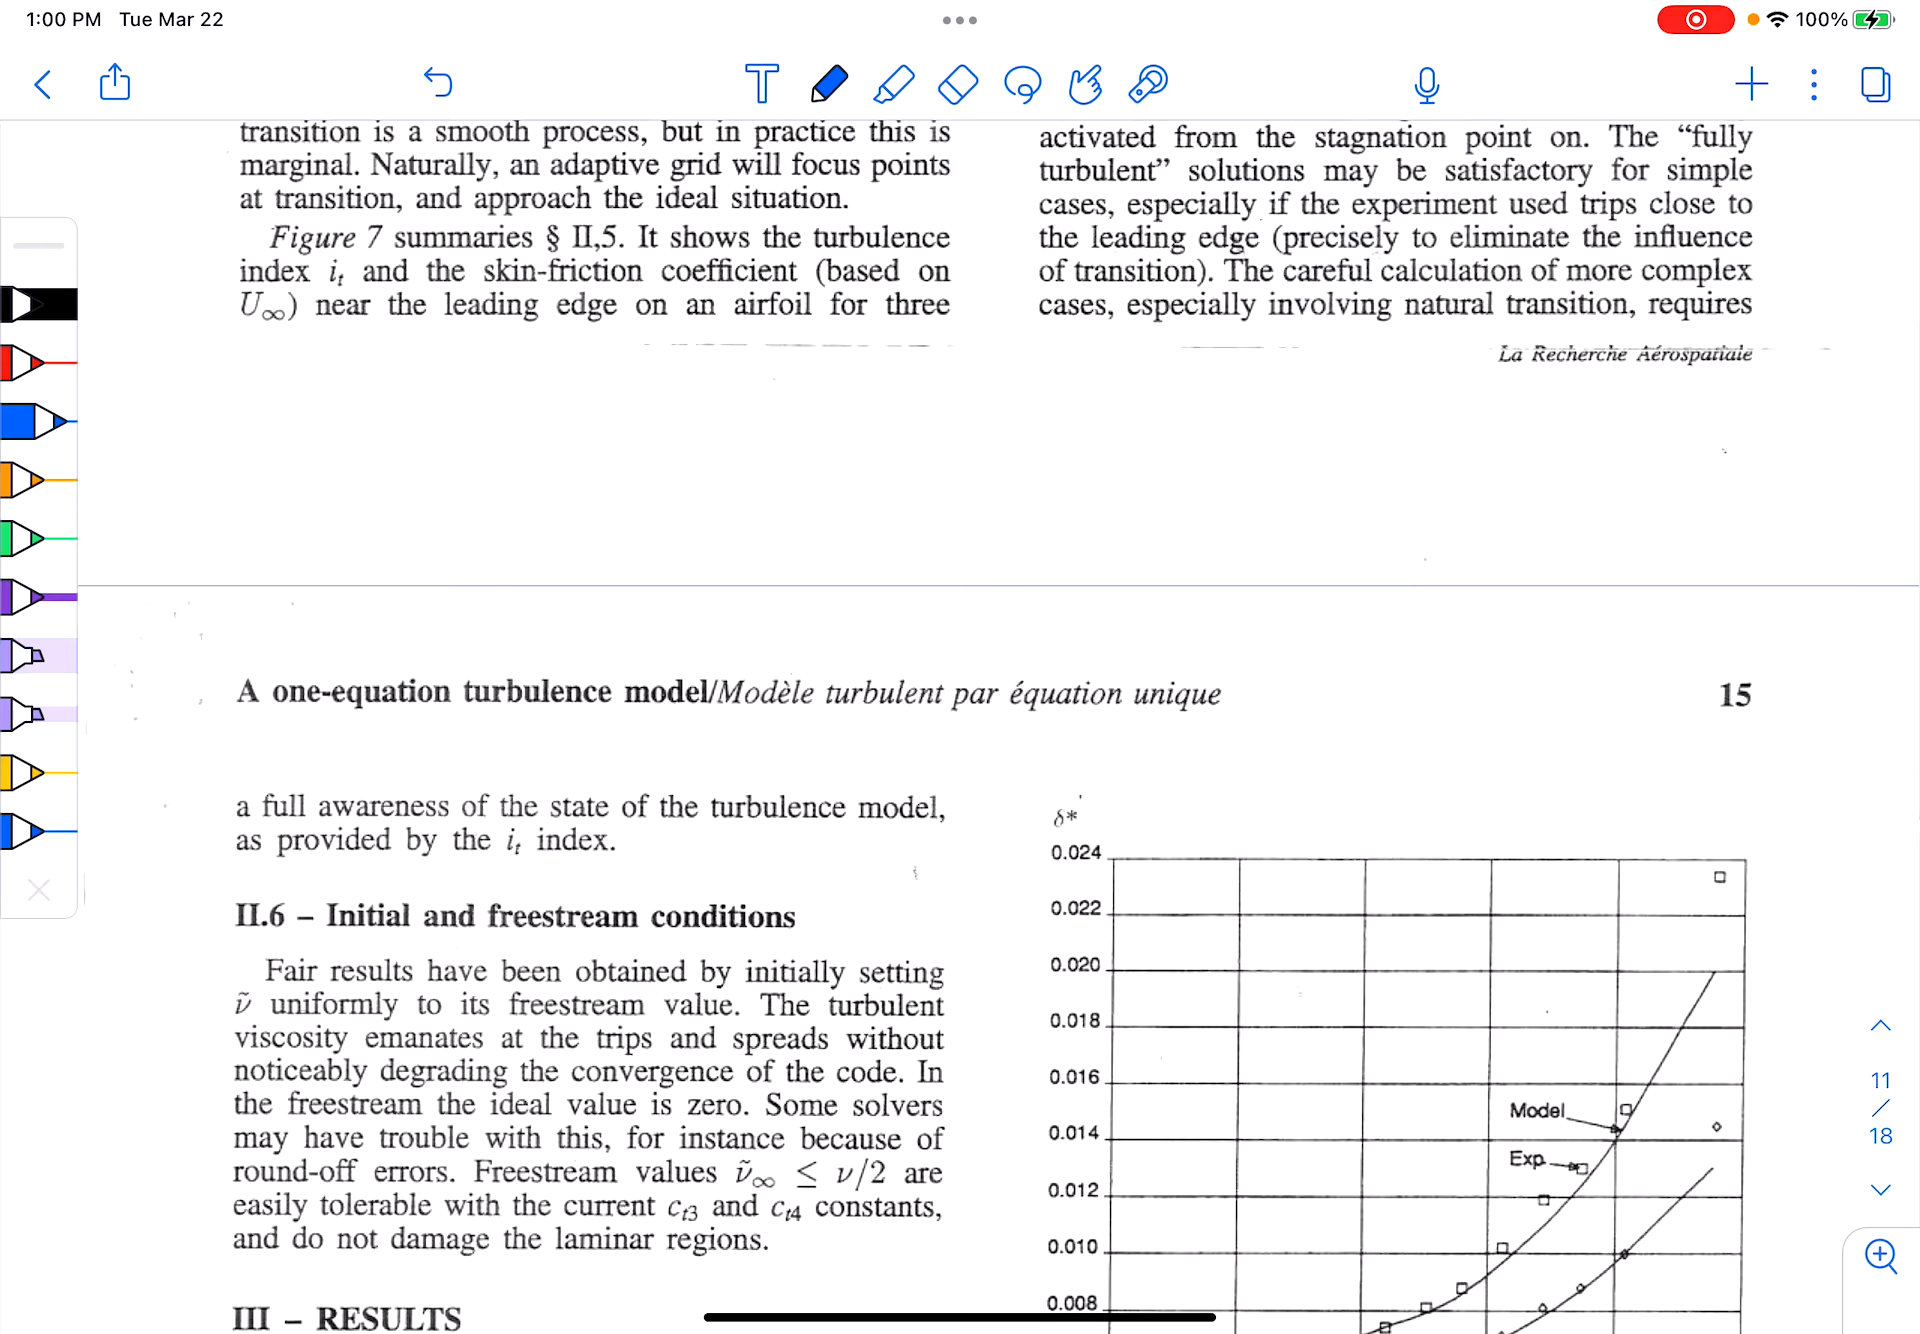 1:00 PM Tue Mar 22
100%
transition is a smooth process, but in practice this is
marginal. Naturally, an adaptive grid will focus points
at transition, and approach the ideal situation.
Figure 7 summaries § II,5. It shows the turbulence
index iₜ and the skin-friction coefficient (based on
U∞) near the leading edge on an airfoil for three
activated from the stagnation point on. The “fully
turbulent” solutions may be satisfactory for simple
cases, especially if the experiment used trips close to
the leading edge (precisely to eliminate the influence
of transition). The careful calculation of more complex
cases, especially involving natural transition, requires
La Recherche Aérospatiale
A one-equation turbulence model/Modèle turbulent par équation unique
15
a full awareness of the state of the turbulence model,
as provided by the iₜ index.
II.6 – Initial and freestream conditions
Fair results have been obtained by initially setting
ν̃ uniformly to its freestream value. The turbulent
viscosity emanates at the trips and spreads without
noticeably degrading the convergence of the code. In
the freestream the ideal value is zero. Some solvers
may have trouble with this, for instance because of
round-off errors. Freestream values ν̃∞ ≤ ν/2 are
easily tolerable with the current cₜ₃ and cₜ₄ constants,
and do not damage the laminar regions.
III – RESULTS
δ*
0.024
0.022
0.020
0.018
0.016
0.014
0.012
0.010
0.008
Model
Exp
11
/
18